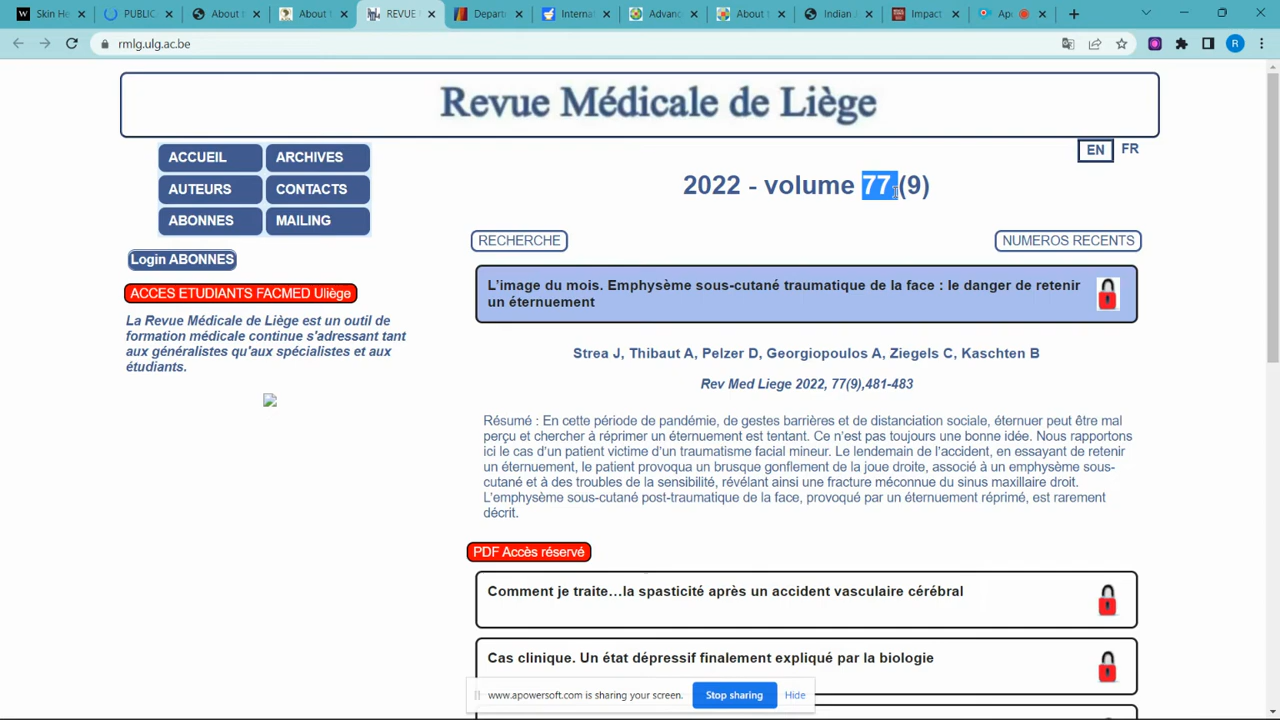 Skin He
PUBLIC
About t
About t
REVUE
Depart
Internat
Advanc
About t
Indian J
Impact
Ap
rmlg.ulg.ac.be
R
Revue Médicale de Liège
ACCUEIL ARCHIVES
AUTEURS CONTACTS
ABONNES MAILING
EN FR
2022 - volume 77 (9)
RECHERCHE
NUMEROS RECENTS
Login ABONNES
ACCES ETUDIANTS FACMED Uliège
La Revue Médicale de Liège est un outil de
formation médicale continue s'adressant tant
aux généralistes qu'aux spécialistes et aux
étudiants.
L'image du mois. Emphysème sous-cutané traumatique de la face : le danger de retenir
un éternuement
Strea J, Thibaut A, Pelzer D, Georgiopoulos A, Ziegels C, Kaschten B
Rev Med Liege 2022, 77(9),481-483
Résumé : En cette période de pandémie, de gestes barrières et de distanciation sociale, éternuer peut être mal
perçu et chercher à réprimer un éternuement est tentant. Ce n'est pas toujours une bonne idée. Nous rapportons
ici le cas d'un patient victime d'un traumatisme facial mineur. Le lendemain de l'accident, en essayant de retenir
un éternuement, le patient provoqua un brusque gonflement de la joue droite, associé à un emphysème sous-
cutané et à des troubles de la sensibilité, révélant ainsi une fracture méconnue du sinus maxillaire droit.
L'emphysème sous-cutané post-traumatique de la face, provoqué par un éternuement réprimé, est rarement
décrit.
PDF Accès réservé
Comment je traite…la spasticité après un accident vasculaire cérébral
Cas clinique. Un état dépressif finalement expliqué par la biologie
www.apowersoft.com is sharing your screen. Stop sharing Hide